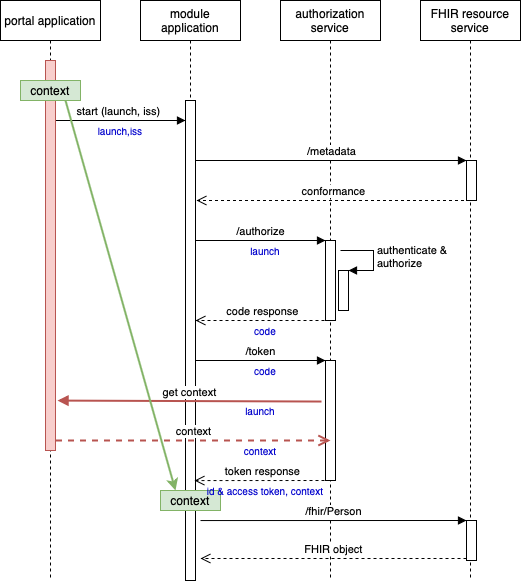 portal application
module
application
authorization
service
FHIR resource
service
context
start (launch, iss)
launch,iss
/metadata
conformance
/authorize
launch
authenticate &
authorize
code response
code
/token
code
get context
launch
context
context
token response
id & access token, context
context
/fhir/Person
FHIR object